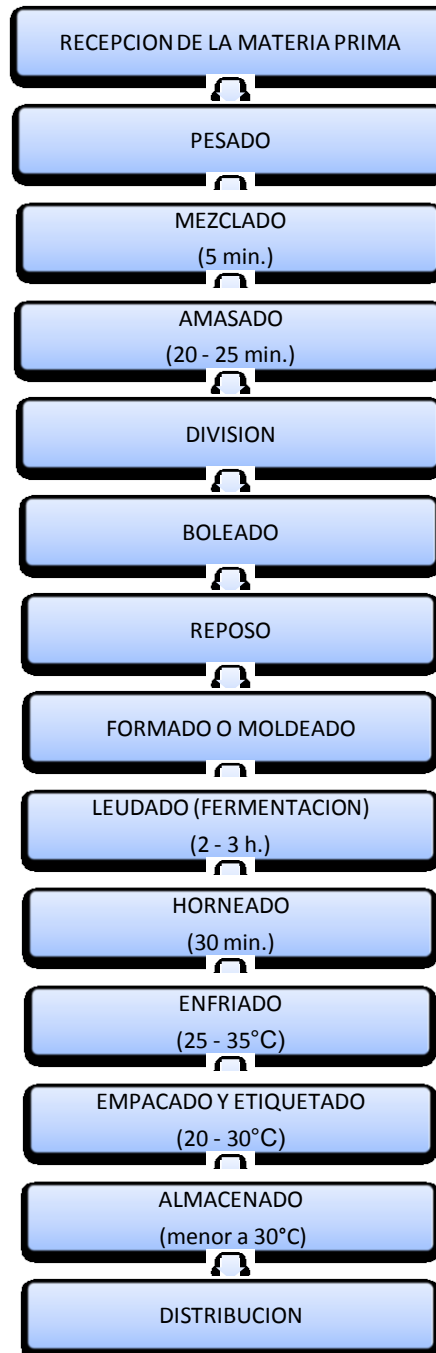 RECEPCION DE LA MATERIA PRIMA
PESADO
MEZCLADO
(5 min.)
AMASADO
(20 - 25 min.)
DIVISION
BOLEADO
REPOSO
FORMADO O MOLDEADO
LEUDADO (FERMENTACION)
(2 - 3 h.)
HORNEADO
(30 min.)
ENFRIADO
(25 - 35°C)
EMPACADO Y ETIQUETADO
(20 - 30°C)
ALMACENADO
(menor a 30°C)
DISTRIBUCION